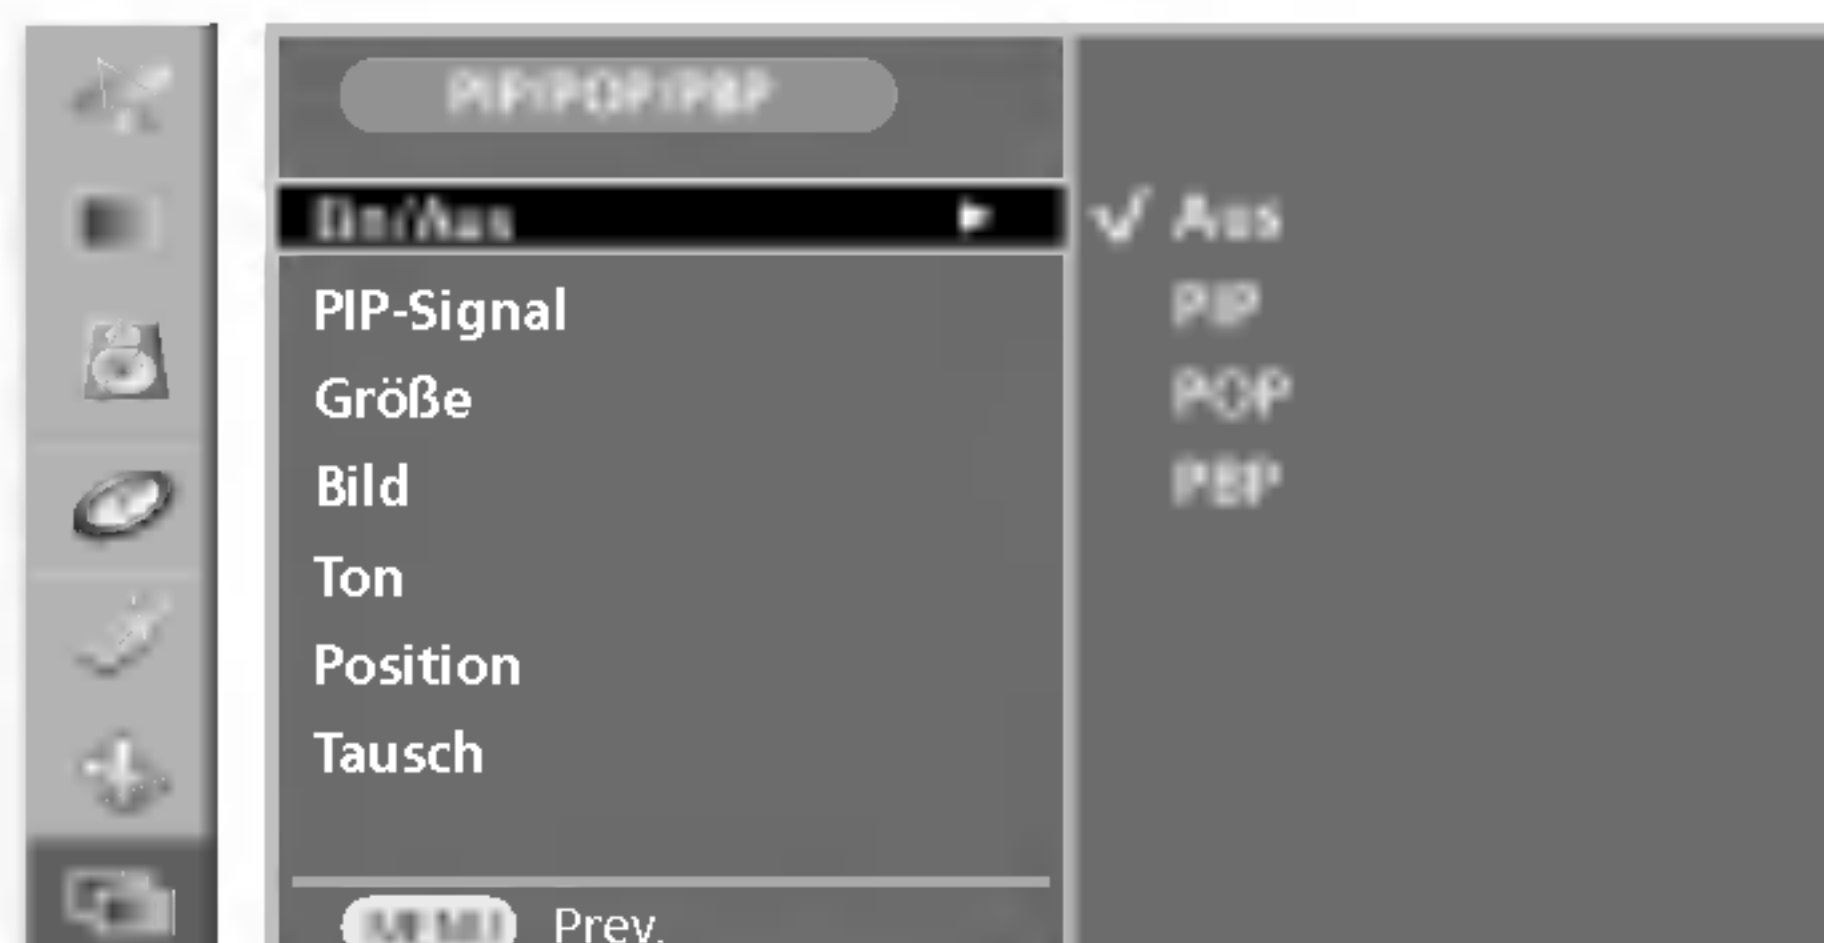 PIP/POP/PBP
Ein/Aus
Aus
PIP-Signal
PIP
Größe
POP
Bild
PBP
Ton
Position
Tausch
MENU Prev.